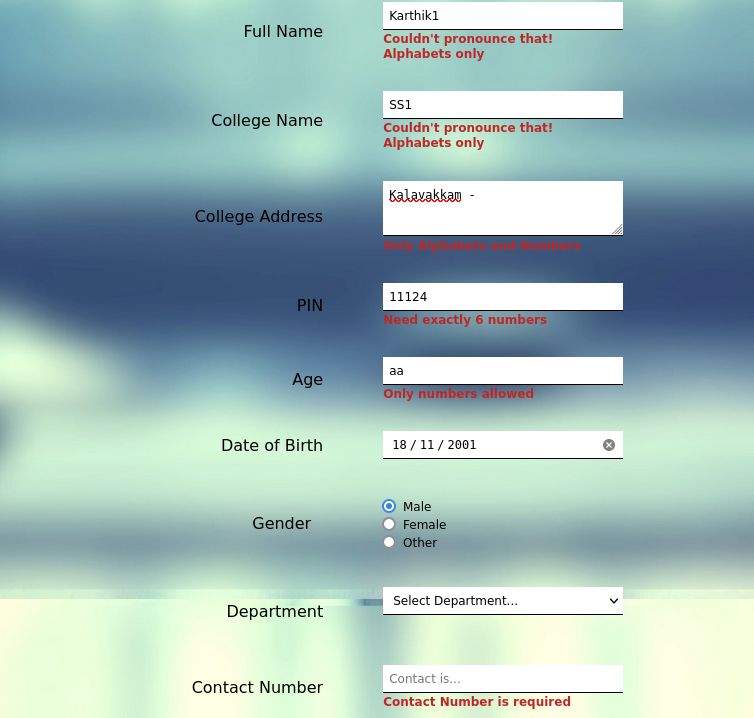 Full Name
Karthik1
Couldn't pronounce that!
Alphabets only
College Name
SS1
Couldn't pronounce that!
Alphabets only
College Address
Kalavakkam -
Only Alphabets and Numbers
PIN
11124
Need exactly 6 numbers
Age
aa
Only numbers allowed
Date of Birth
18 / 11 / 2001
Gender
Male
Female
Other
Department
Select Department...
Contact Number
Contact is...
Contact Number is required